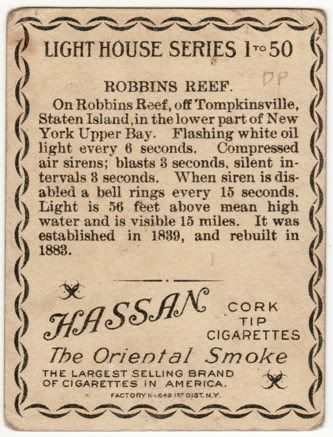 LIGHT HOUSE SERIES 1 TO 50
DP
ROBBINS REEF.
On Robbins Reef, off Tompkinsville,
Staten Island, in the lower part of New
York Upper Bay. Flashing white oil
light every 6 seconds. Compressed
air sirens; blasts 3 seconds, silent in-
tervals 3 seconds. When siren is dis-
abled a bell rings every 15 seconds.
Light is 56 feet above mean high
water and is visible 15 miles. It was
established in 1839, and rebuilt in
1883.
HASSAN
CORK
TIP
CIGARETTES
The Oriental Smoke
THE LARGEST SELLING BRAND
OF CIGARETTES IN AMERICA.
FACTORY No. 649 1ST DIST. N.Y.